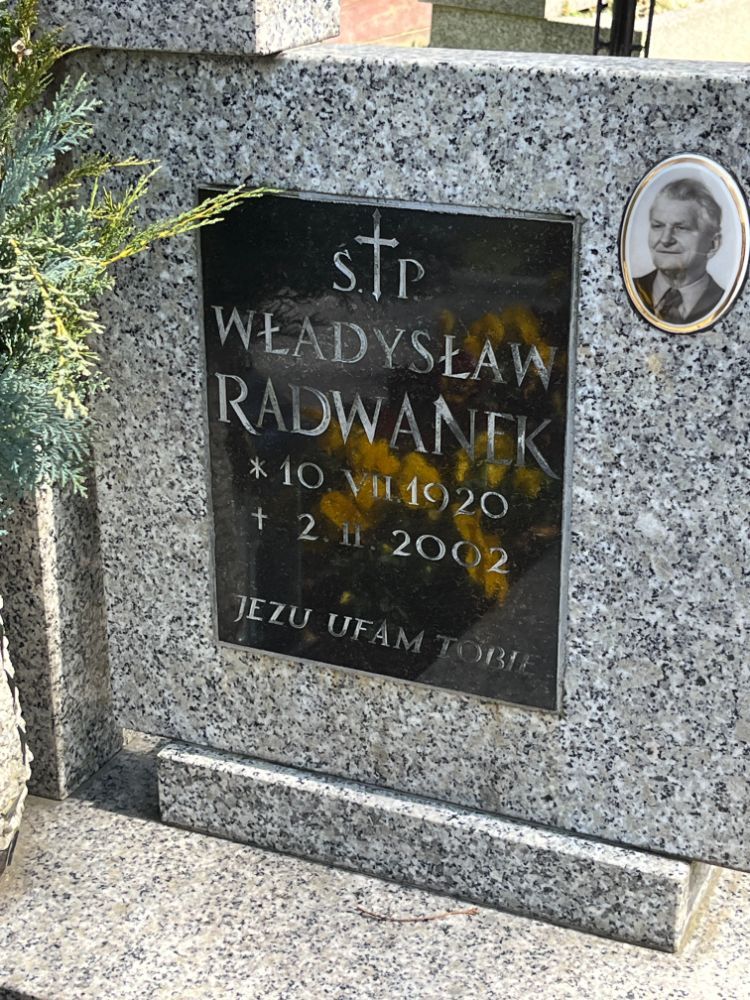 Ś.†P.
WŁADYSŁAW
RADWANEK
* 10 VII.1920
† 2.II.2002
JEZU UFAM TOBIE